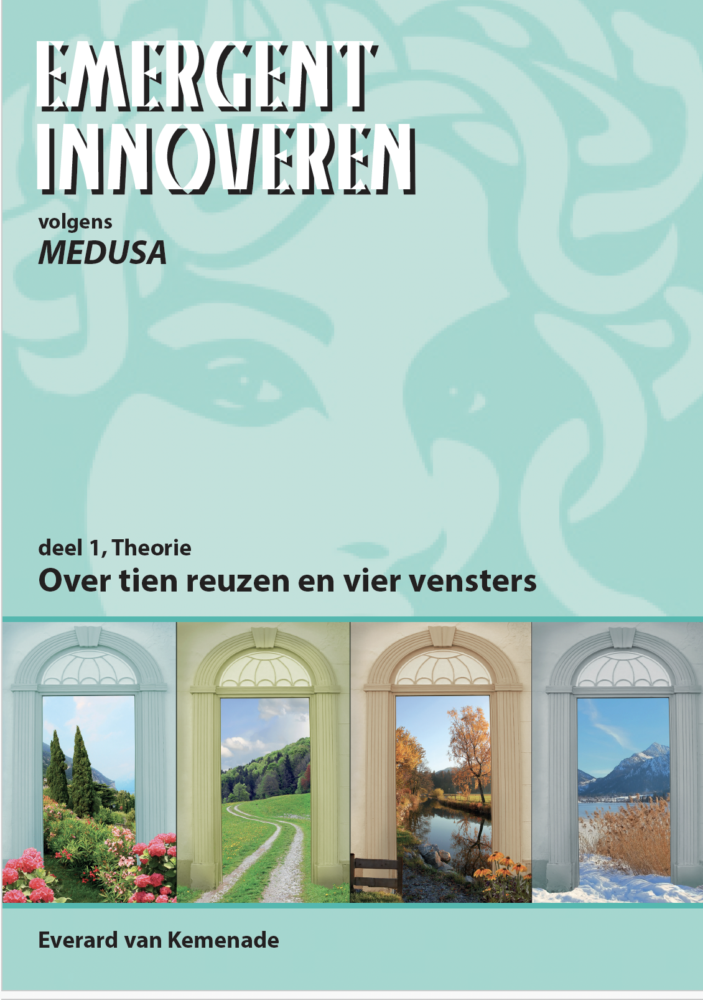 EMERGENT
INNOVEREN
volgens
MEDUSA
deel 1, Theorie
Over tien reuzen en vier vensters
Everard van Kemenade